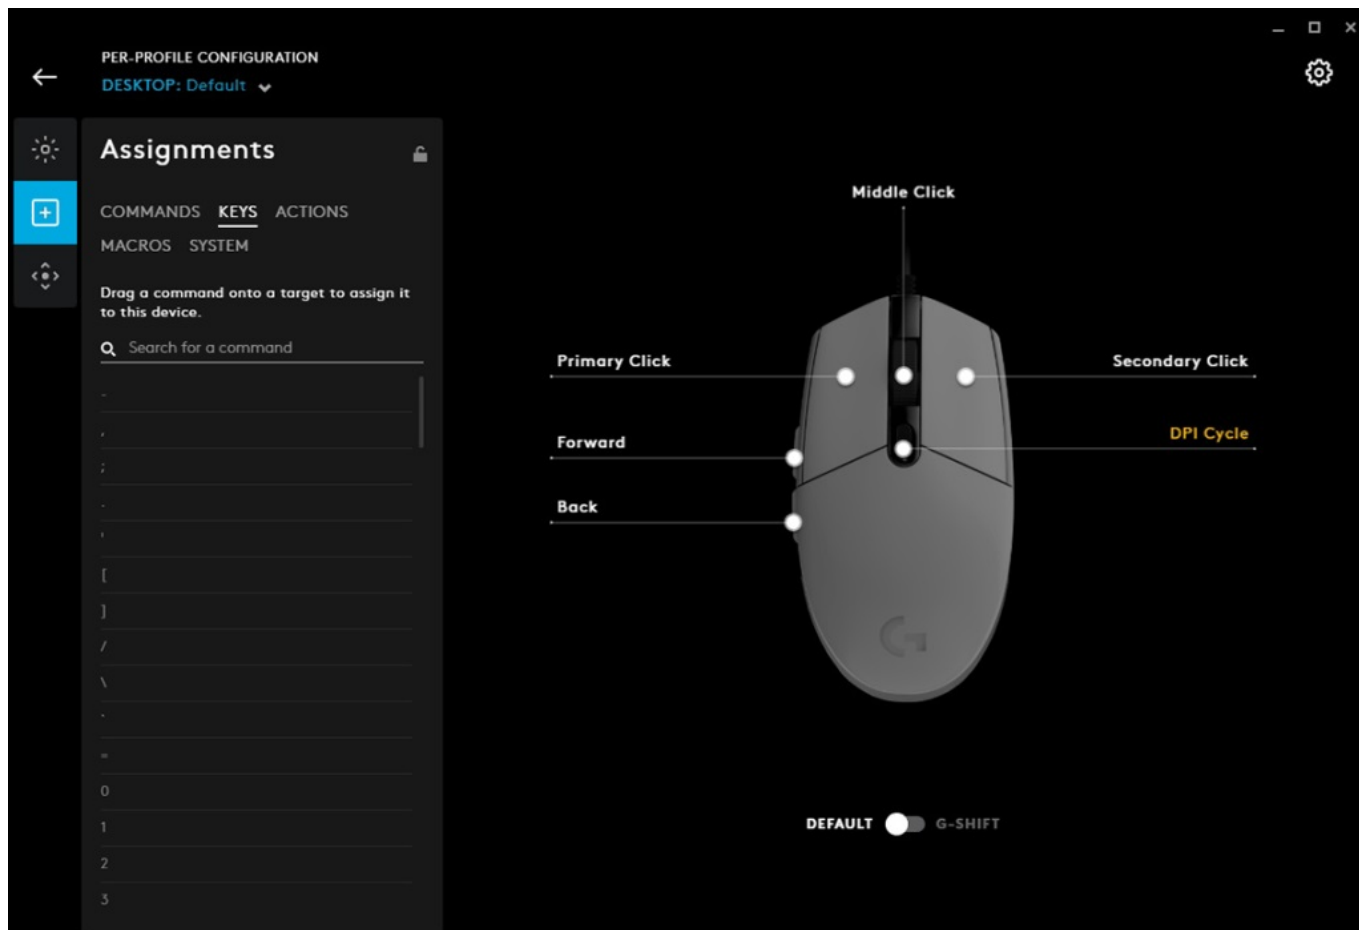 PER-PROFILE CONFIGURATION
DESKTOP: Default
Assignments
COMMANDS KEYS ACTIONS
MACROS SYSTEM
Drag a command onto a target to assign it
to this device.
Search for a command
-
,
;
.
'
[
]
/
\
`
=
0
1
2
3
Middle Click
Primary Click
Secondary Click
Forward
DPI Cycle
Back
G
DEFAULT G-SHIFT